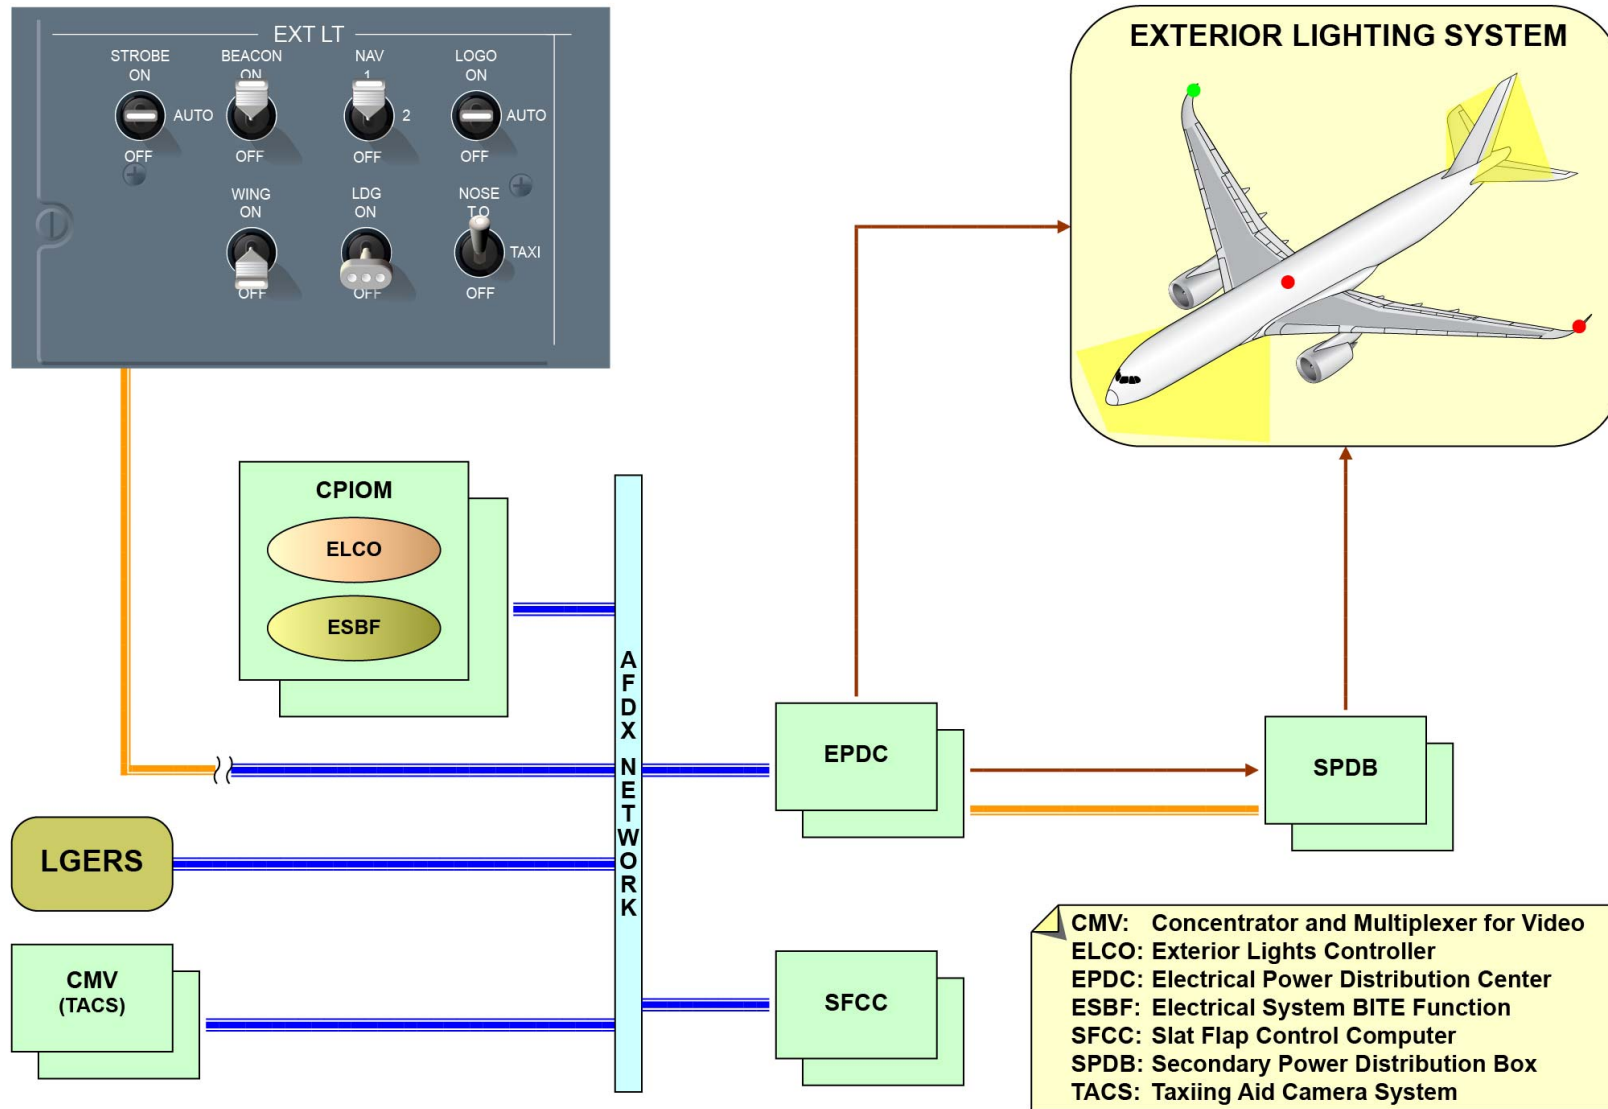 EXT LT
STROBE BEACON NAV LOGO
ON ON 1 ON
AUTO 2 AUTO
OFF OFF OFF OFF
WING LDG NOSE
ON ON T.O
TAXI
OFF OFF OFF
EXTERIOR LIGHTING SYSTEM
CPIOM
ELCO
ESBF
AFDX NETWORK
EPDC
SPDB
LGERS
CMV
(TACS)
SFCC
CMV: Concentrator and Multiplexer for Video
ELCO: Exterior Lights Controller
EPDC: Electrical Power Distribution Center
ESBF: Electrical System BITE Function
SFCC: Slat Flap Control Computer
SPDB: Secondary Power Distribution Box
TACS: Taxiing Aid Camera System